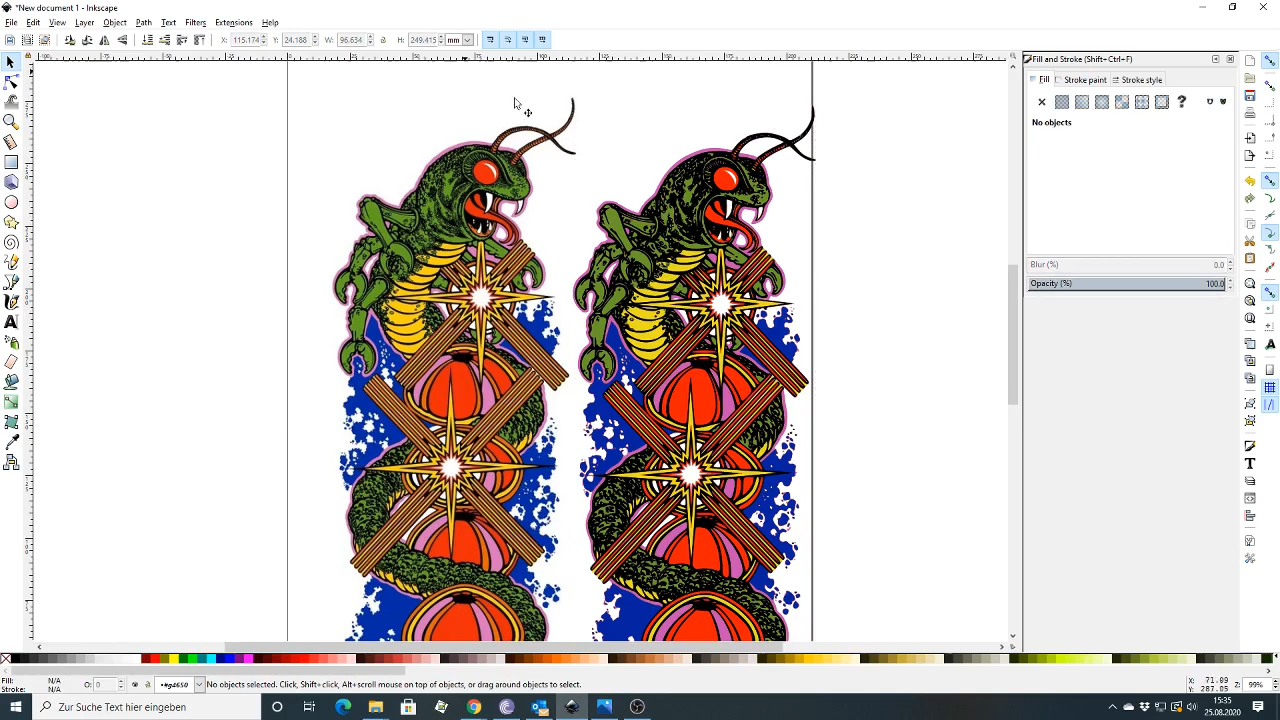 *New document 1 - Inkscape
File Edit View Layer Object Path Text Filters Extensions Help
X: 115.174 Y: 24.188 W: 96.634 H: 249.415 mm
Fill and Stroke (Shift+Ctrl+F)
Fill Stroke paint Stroke style
No objects
Blur (%) 0.0
Opacity (%) 100.0
Fill: N/A
Stroke: N/A
O: 0
#g4650
No objects selected. Click, Shift+click, Alt+scroll mouse on top of objects, or drag around objects to select.
X: 71.09
Y: 287.05
Z: 99%
Zur Suche Text hier eingeben
15:35
25.08.2020